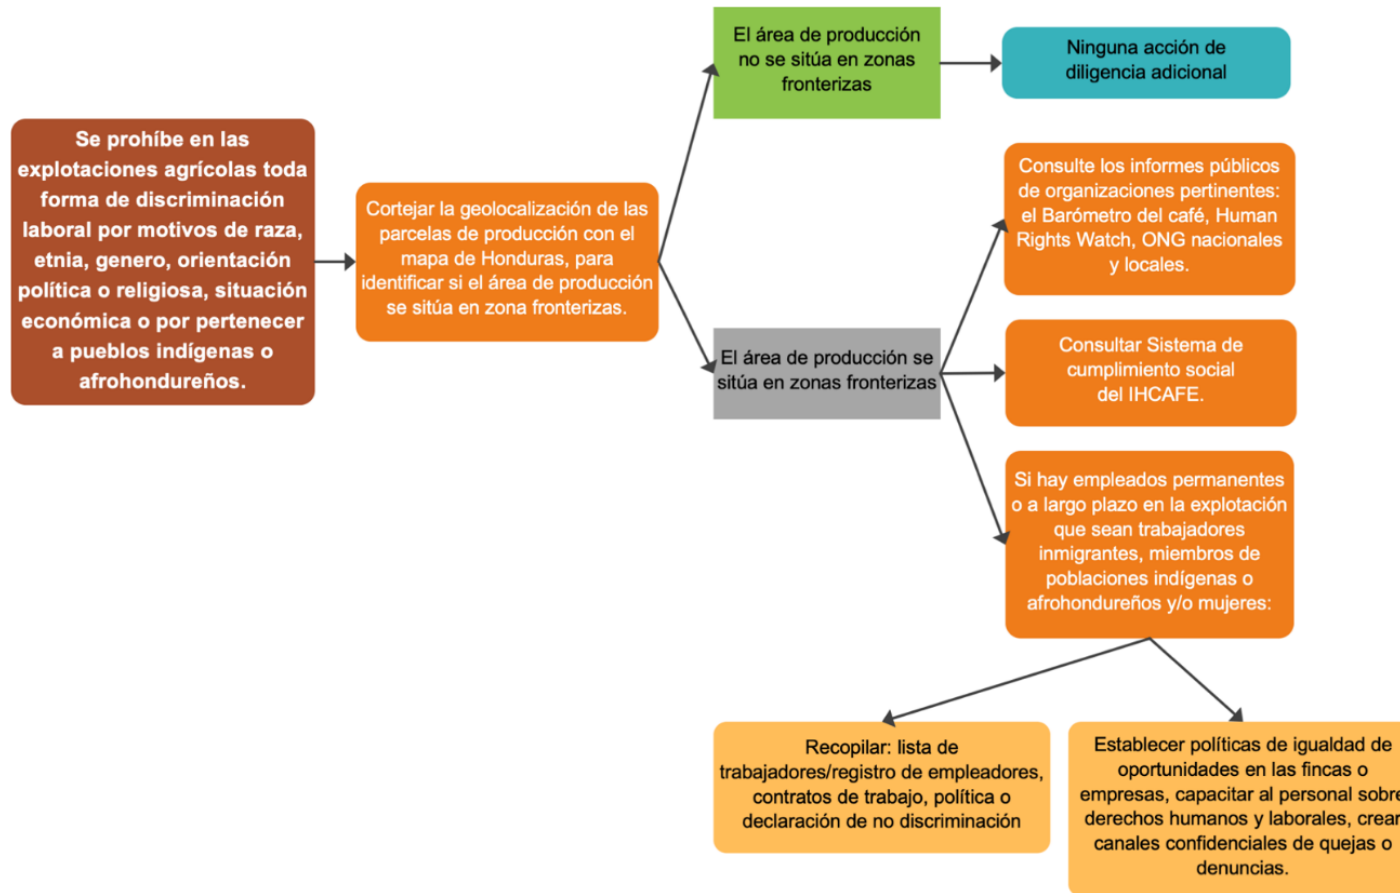 Se prohíbe en las
explotaciones agrícolas toda
forma de discriminación
laboral por motivos de raza,
etnia, genero, orientación
política o religiosa, situación
económica o por pertenecer
a pueblos indígenas o
afrohondureños.
Cortejar la geolocalización de las
parcelas de producción con el
mapa de Honduras, para
identificar si el área de producción
se sitúa en zona fronterizas.
El área de producción
no se sitúa en zonas
fronterizas
Ninguna acción de
diligencia adicional
El área de producción se
sitúa en zonas fronterizas
Consulte los informes públicos
de organizaciones pertinentes:
el Barómetro del café, Human
Rights Watch, ONG nacionales
y locales.
Consultar Sistema de
cumplimiento social
del IHCAFE.
Si hay empleados permanentes
o a largo plazo en la explotación
que sean trabajadores
inmigrantes, miembros de
poblaciones indígenas o
afrohondureños y/o mujeres:
Recopilar: lista de
trabajadores/registro de empleadores,
contratos de trabajo, política o
declaración de no discriminación
Establecer políticas de igualdad de
oportunidades en las fincas o
empresas, capacitar al personal sobre
derechos humanos y laborales, crear
canales confidenciales de quejas o
denuncias.